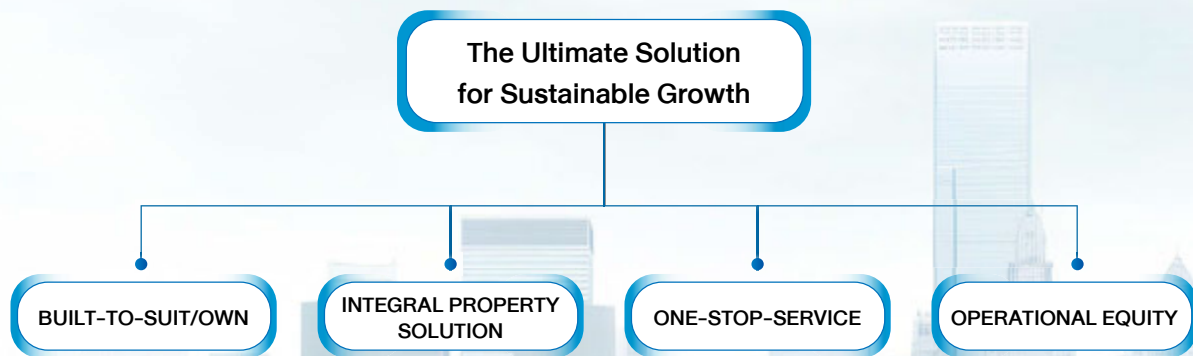 The Ultimate Solution
for Sustainable Growth
BUILT-TO-SUIT/OWN
INTEGRAL PROPERTY
SOLUTION
ONE-STOP-SERVICE
OPERATIONAL EQUITY